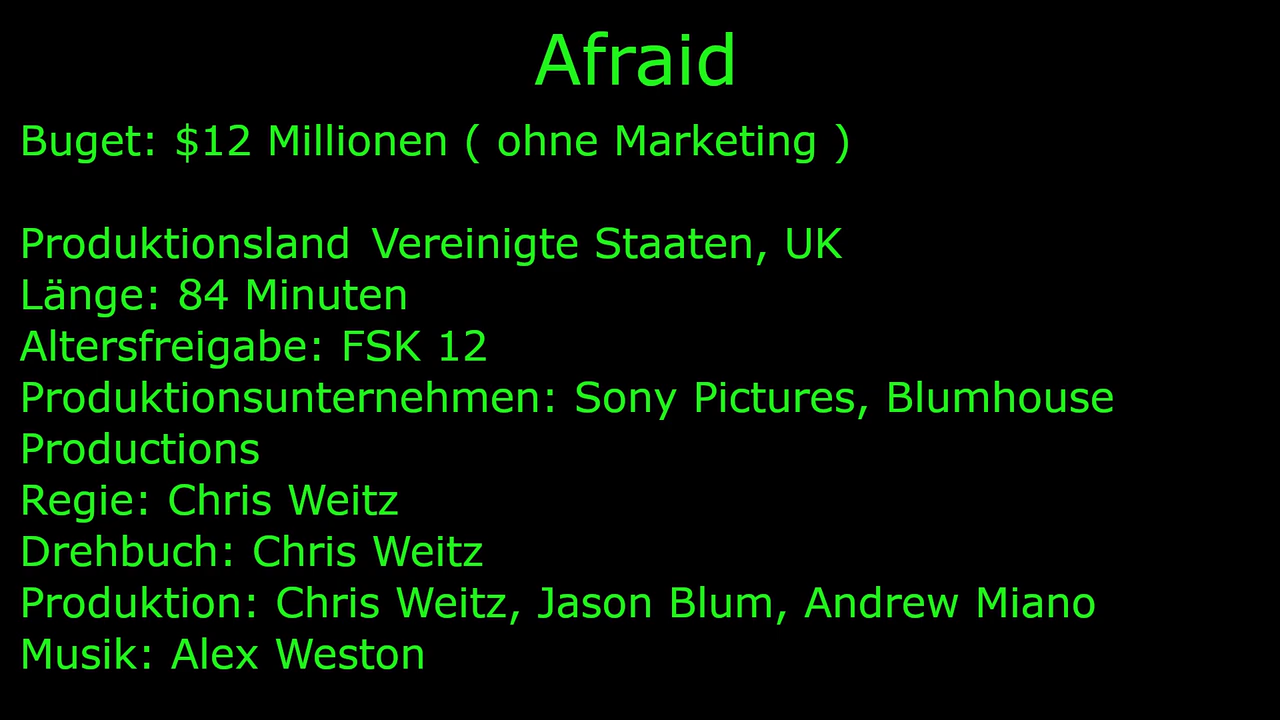 Afraid
Buget: $12 Millionen ( ohne Marketing )
Produktionsland Vereinigte Staaten, UK
Länge: 84 Minuten
Altersfreigabe: FSK 12
Produktionsunternehmen: Sony Pictures, Blumhouse
Productions
Regie: Chris Weitz
Drehbuch: Chris Weitz
Produktion: Chris Weitz, Jason Blum, Andrew Miano
Musik: Alex Weston